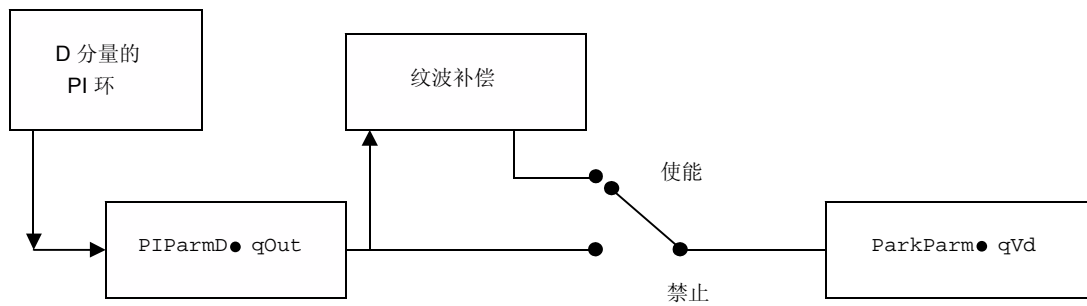 D 分量的
PI 环
纹波补偿
使能
PIParmD● qOut
ParkParm● qVd
禁止